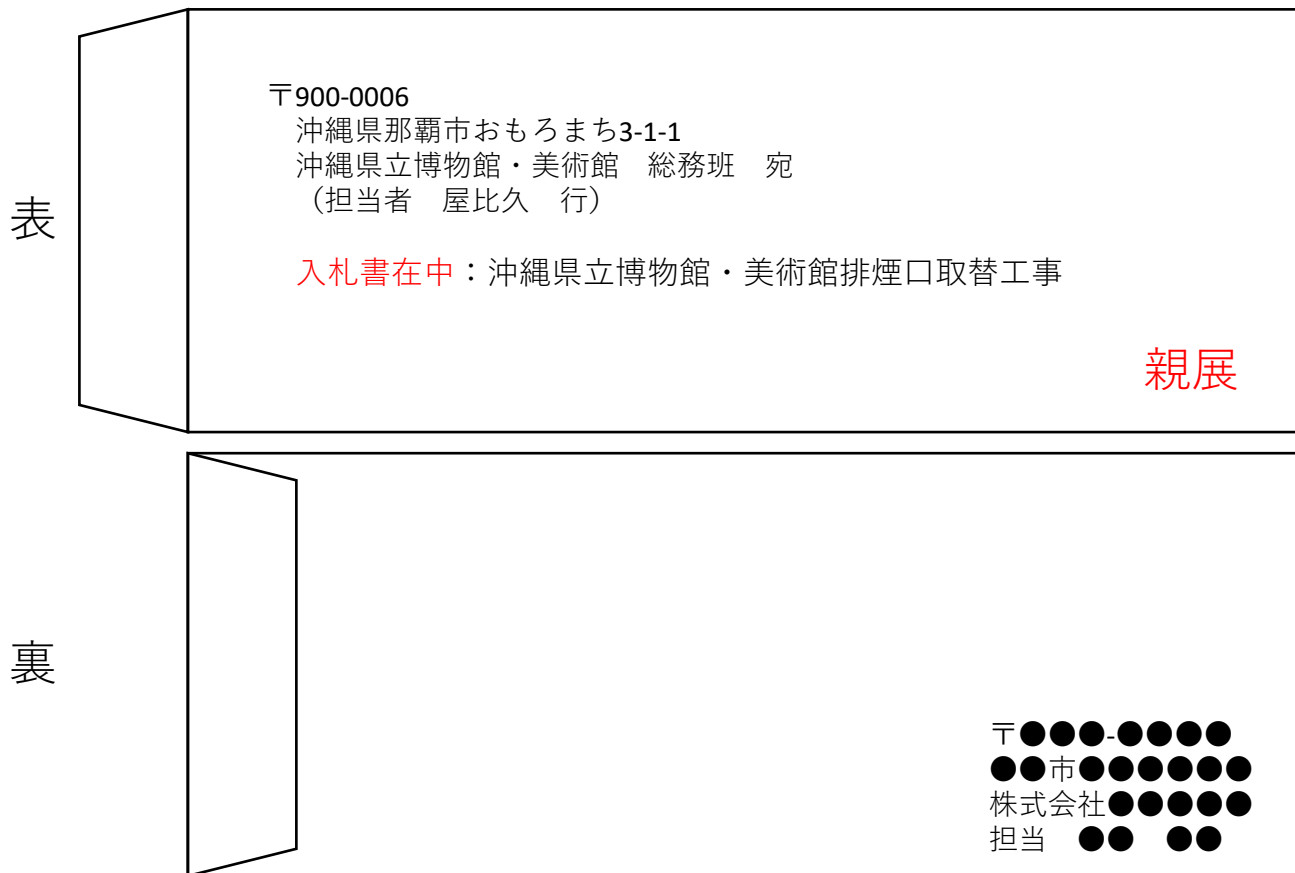 表
〒900-0006
沖縄県那覇市おもろまち3-1-1
沖縄県立博物館・美術館　総務班　宛
（担当者　屋比久　行）
入札書在中：沖縄県立博物館・美術館排煙口取替工事
親展
裏
〒●●●-●●●●
●●市●●●●●●
株式会社●●●●●
担当　●●　●●